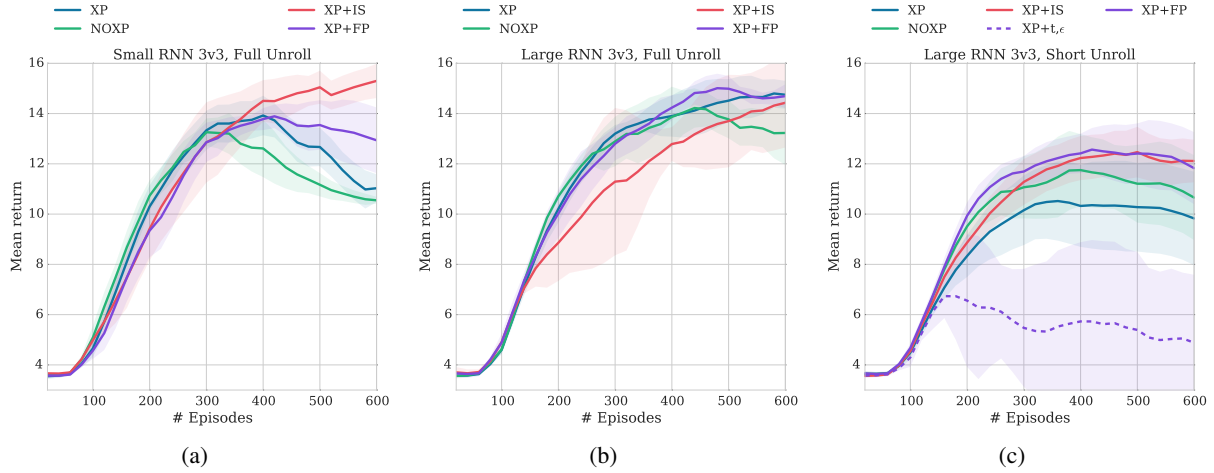 XP
XP+IS
NOXP
XP+FP
Small RNN 3v3, Full Unroll
Mean return
16
14
12
10
8
6
4
100 200 300 400 500 600
# Episodes
(a)
XP
XP+IS
NOXP
XP+FP
Large RNN 3v3, Full Unroll
Mean return
16
14
12
10
8
6
4
100 200 300 400 500 600
# Episodes
(b)
XP
XP+IS
XP+FP
NOXP
XP+t,ϵ
Large RNN 3v3, Short Unroll
Mean return
16
14
12
10
8
6
4
100 200 300 400 500 600
# Episodes
(c)